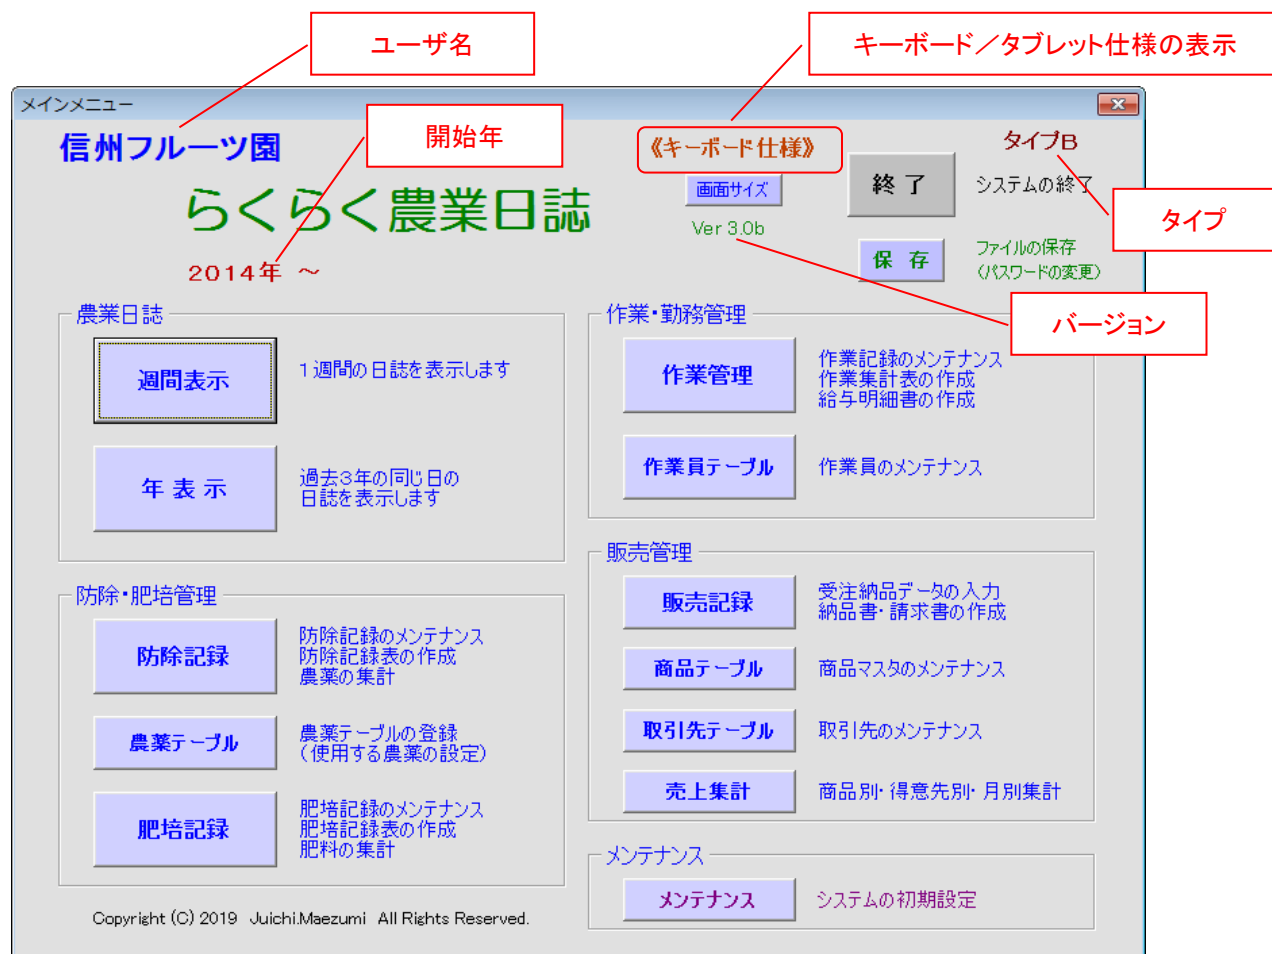 ユーザ名
キーボード／タブレット仕様の表示
メインメニュー
信州フルーツ園
開始年
《キーボード仕様》
タイプB
画面サイズ
終 了
システムの終了
らくらく農業日誌
Ver 3.0b
タイプ
2014年 ～
保 存
ファイルの保存
(パスワードの変更)
バージョン
農業日誌
週間表示
１週間の日誌を表示します
年 表 示
過去３年の同じ日の
日誌を表示します
防除・肥培管理
防除記録
防除記録のメンテナンス
防除記録表の作成
農薬の集計
農薬テーブル
農薬テーブルの登録
(使用する農薬の設定)
肥培記録
肥培記録のメンテナンス
肥培記録表の作成
肥料の集計
作業・勤務管理
作業管理
作業記録のメンテナンス
作業集計表の作成
給与明細書の作成
作業員テーブル
作業員のメンテナンス
販売管理
販売記録
受注納品データの入力
納品書・請求書の作成
商品テーブル
商品マスタのメンテナンス
取引先テーブル
取引先のメンテナンス
売上集計
商品別・得意先別・月別集計
メンテナンス
メンテナンス
システムの初期設定
Copyright (C) 2019 Juichi.Maezumi All Rights Reserved.